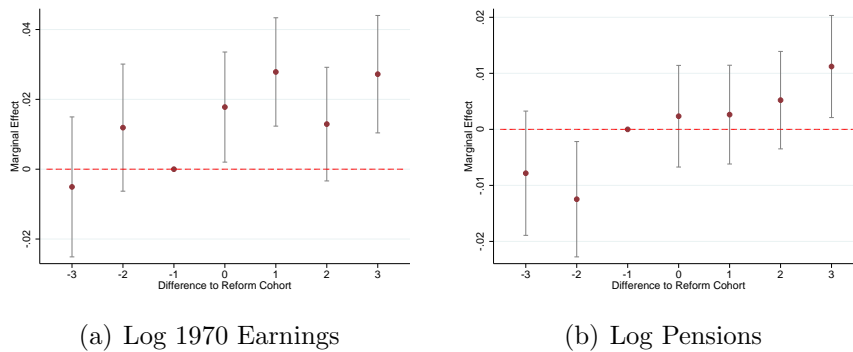 .04
.02
0
-.02
Marginal Effect
-3 -2 -1 0 1 2 3
Difference to Reform Cohort
(a) Log 1970 Earnings
.02
.01
0
-.01
-.02
Marginal Effect
-3 -2 -1 0 1 2 3
Difference to Reform Cohort
(b) Log Pensions